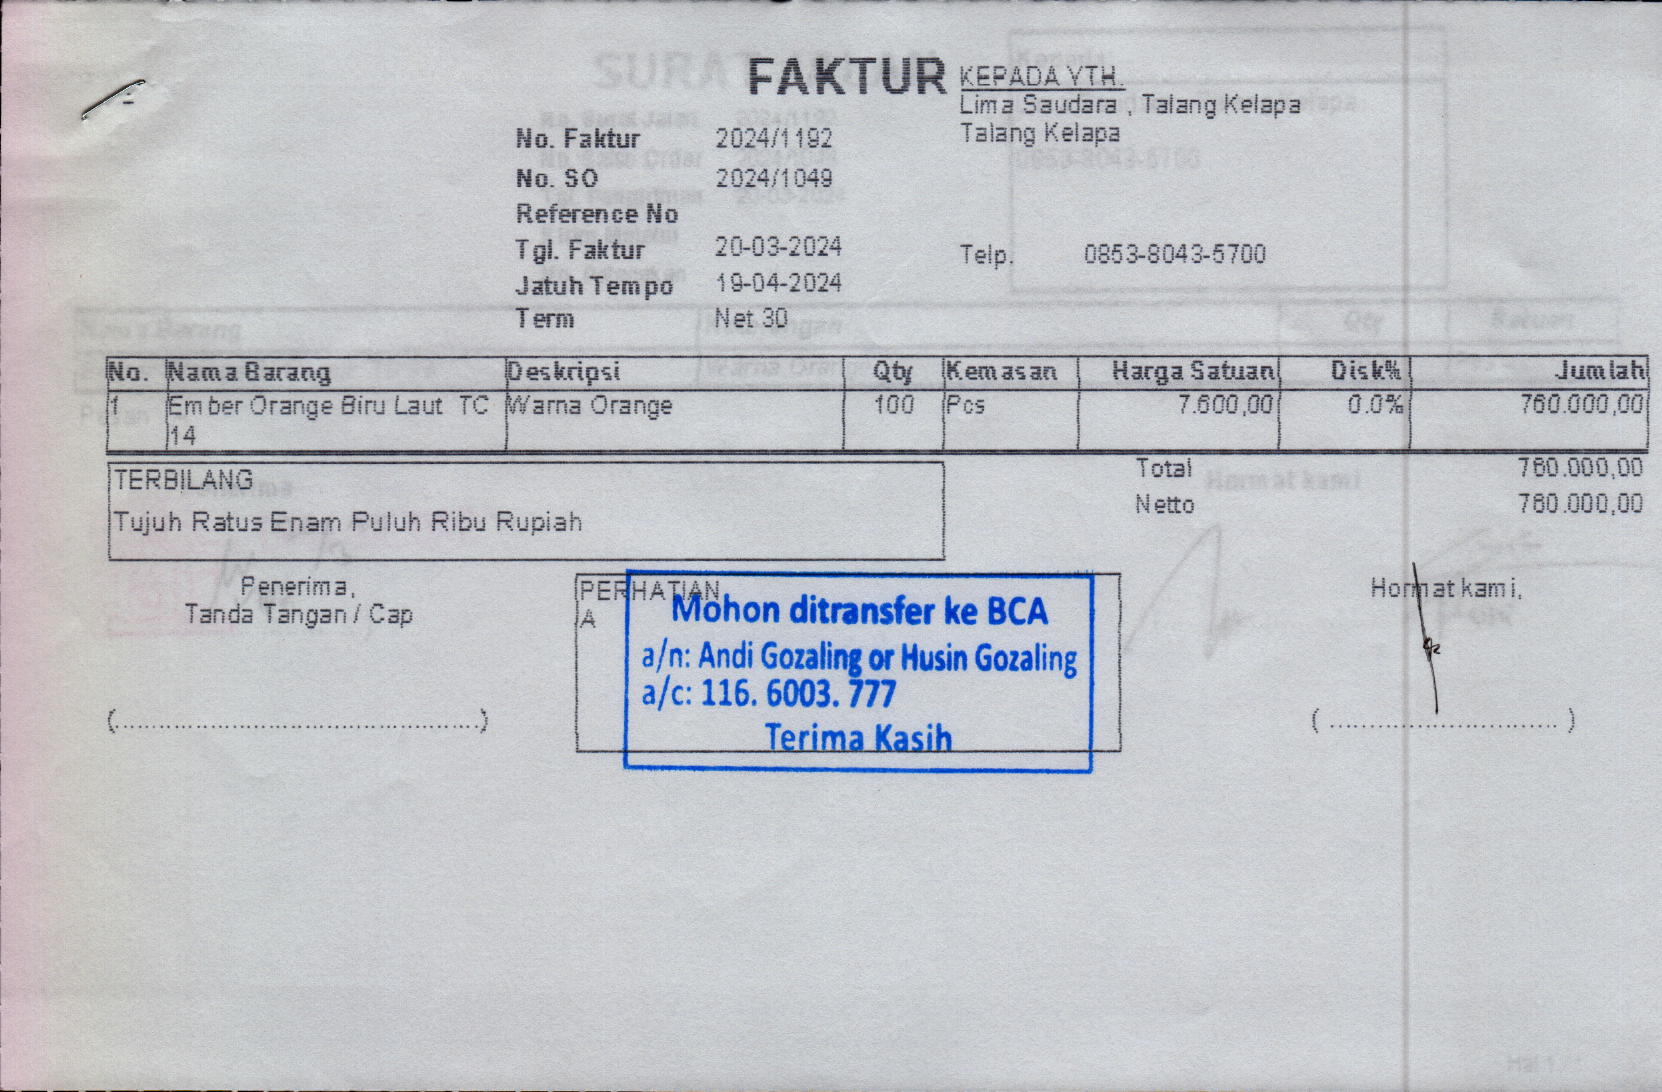 FAKTUR
KEPADA YTH.
Lima Saudara , Talang Kelapa
Talang Kelapa
No. Faktur 2024/1192
No. SO 2024/1049
Reference No
Tgl. Faktur 20-03-2024
Telp. 0853-8043-5700
Jatuh Tempo 19-04-2024
Term Net 30
No. Nama Barang Deskripsi Qty Kemasan Harga Satuan Disk% Jumlah
1 Ember Orange Biru Laut TC Warna Orange 100 Pcs 7.600,00 0.0% 760.000,00
14
TERBILANG
Tujuh Ratus Enam Puluh Ribu Rupiah
Total 760.000,00
Netto 760.000,00
Penerima,
Tanda Tangan / Cap
(............................................................)
PERHATIAN
A
Mohon ditransfer ke BCA
a/n: Andi Gozaling or Husin Gozaling
a/c: 116. 6003. 777
Terima Kasih
Hormat kami,
( ..................................... )